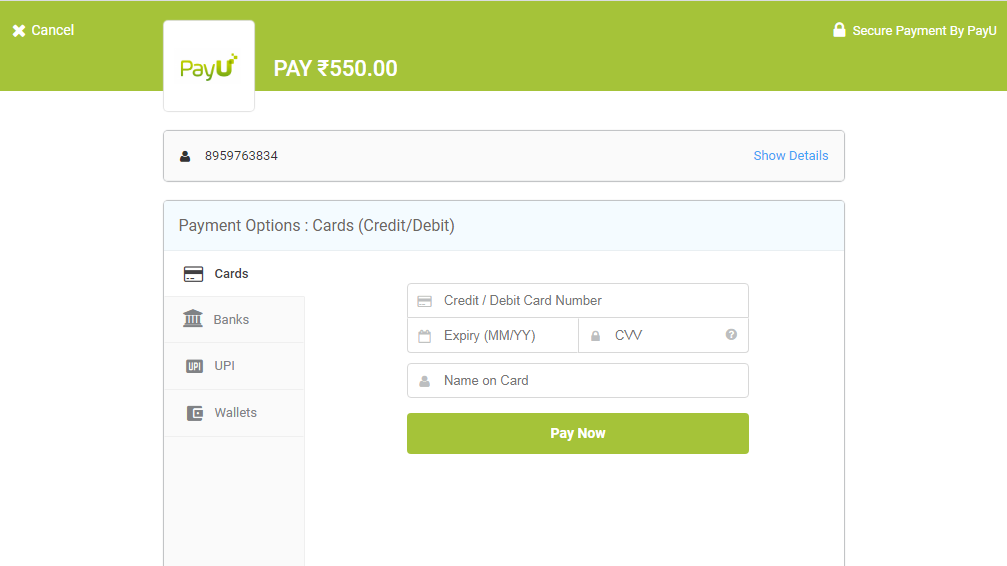 Cancel
Secure Payment By PayU
PayU
PAY ₹550.00
8959763834
Show Details
Payment Options : Cards (Credit/Debit)
Cards
Banks
UPI
UPI
Wallets
Credit / Debit Card Number
Expiry (MM/YY)
CVV
?
Name on Card
Pay Now